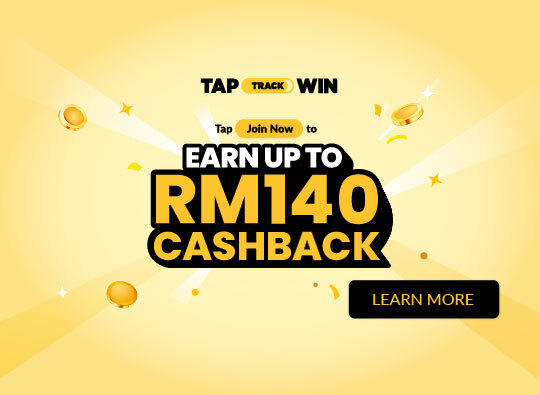 TAP TRACK WIN
Tap Join Now to
EARN UP TO
RM140
CASHBACK
LEARN MORE